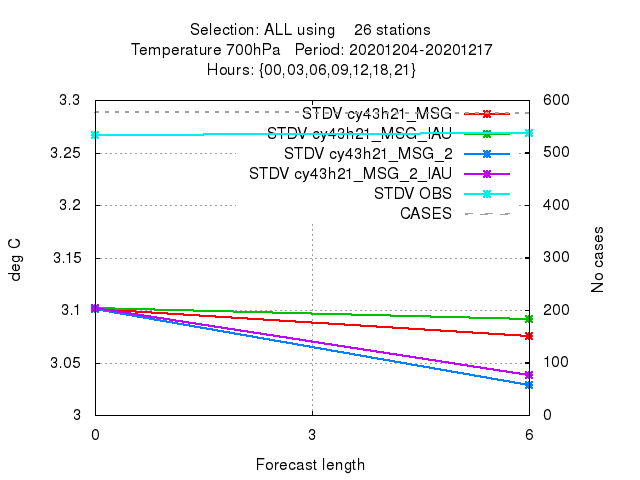 Selection: ALL using 26 stations
Temperature 700hPa Period: 20201204-20201217
Hours: {00,03,06,09,12,18,21}
3.3
3.25
3.2
3.15
3.1
3.05
3
600
500
400
300
200
100
0
STDV cy43h21_MSG
STDV cy43h21_MSG_IAU
STDV cy43h21_MSG_2
STDV cy43h21_MSG_2_IAU
STDV OBS
CASES
deg C
No cases
0 3 6
Forecast length